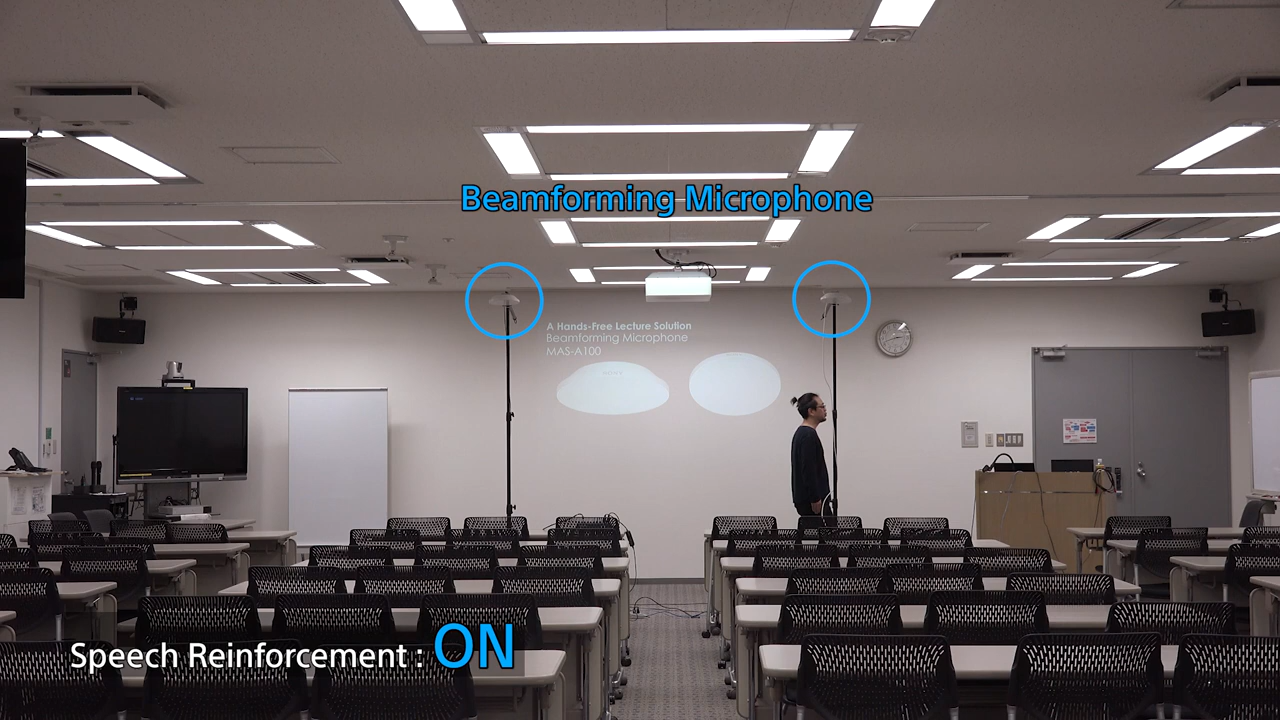 Beamforming Microphone
A Hands-Free Lecture Solution
Beamforming Microphone
MAS-A100
Speech Reinforcement : ON